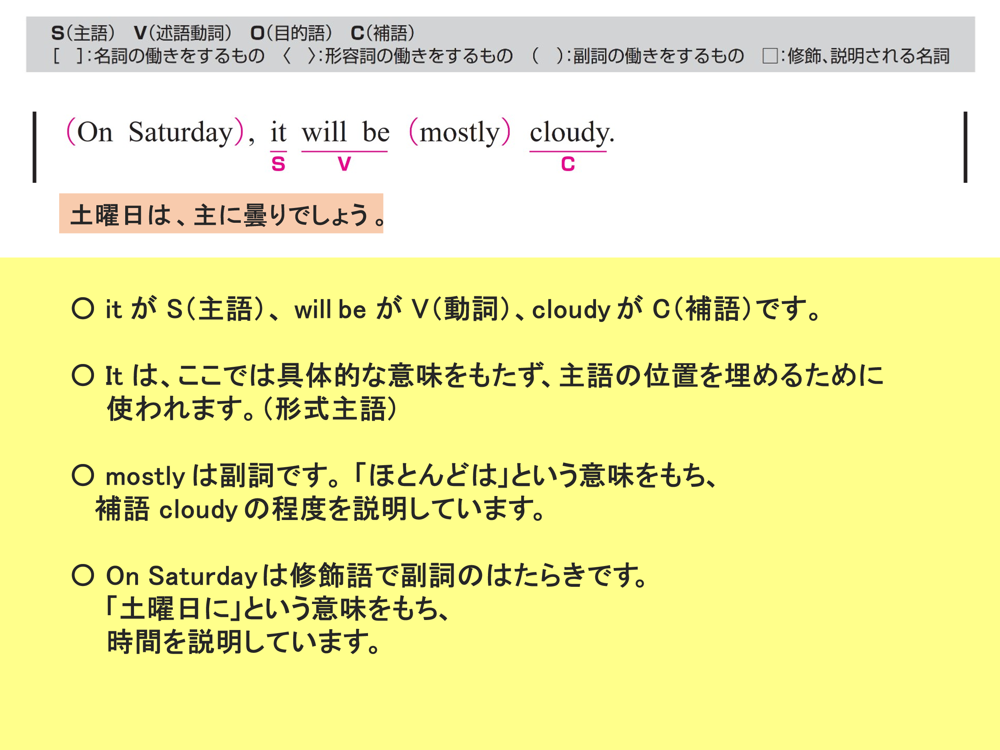 S(主語) V(述語動詞) O(目的語) C(補語)
[ ]:名詞の働きをするもの 〈 〉:形容詞の働きをするもの ( ):副詞の働きをするもの □:修飾、説明される名詞
(On Saturday), it will be (mostly) cloudy.
S V C
土曜日は、主に曇りでしょう。
○ it が S(主語)、 will be が V(動詞)、cloudy が C(補語)です。
○ It は、ここでは具体的な意味をもたず、主語の位置を埋めるために
使われます。(形式主語)
○ mostly は副詞です。「ほとんどは」という意味をもち、
補語 cloudy の程度を説明しています。
○ On Saturday は修飾語で副詞のはたらきです。
「土曜日に」という意味をもち、
時間を説明しています。